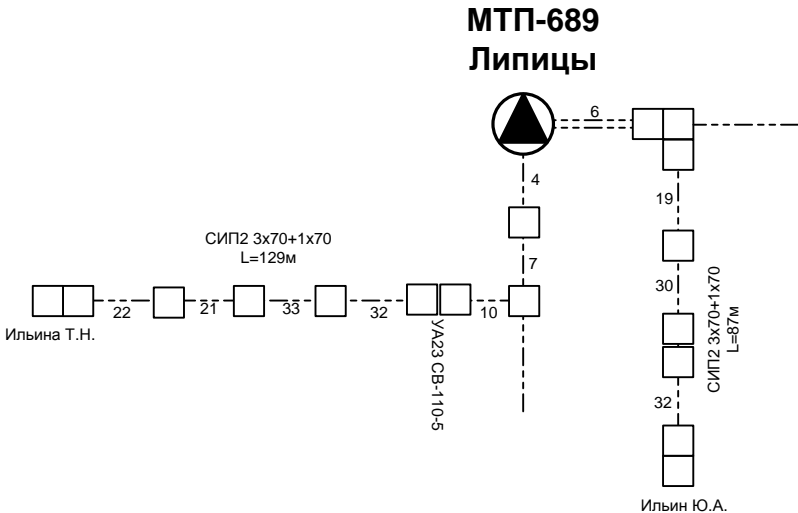 МТП-689
Липицы
6
4
19
СИП2 3х70+1х70
L=129м
7
30
22
21
33
32
10
Ильина Т.Н.
УА23 СВ-110-5
СИП2 3х70+1х70
L=87м
32
Ильин Ю.А.